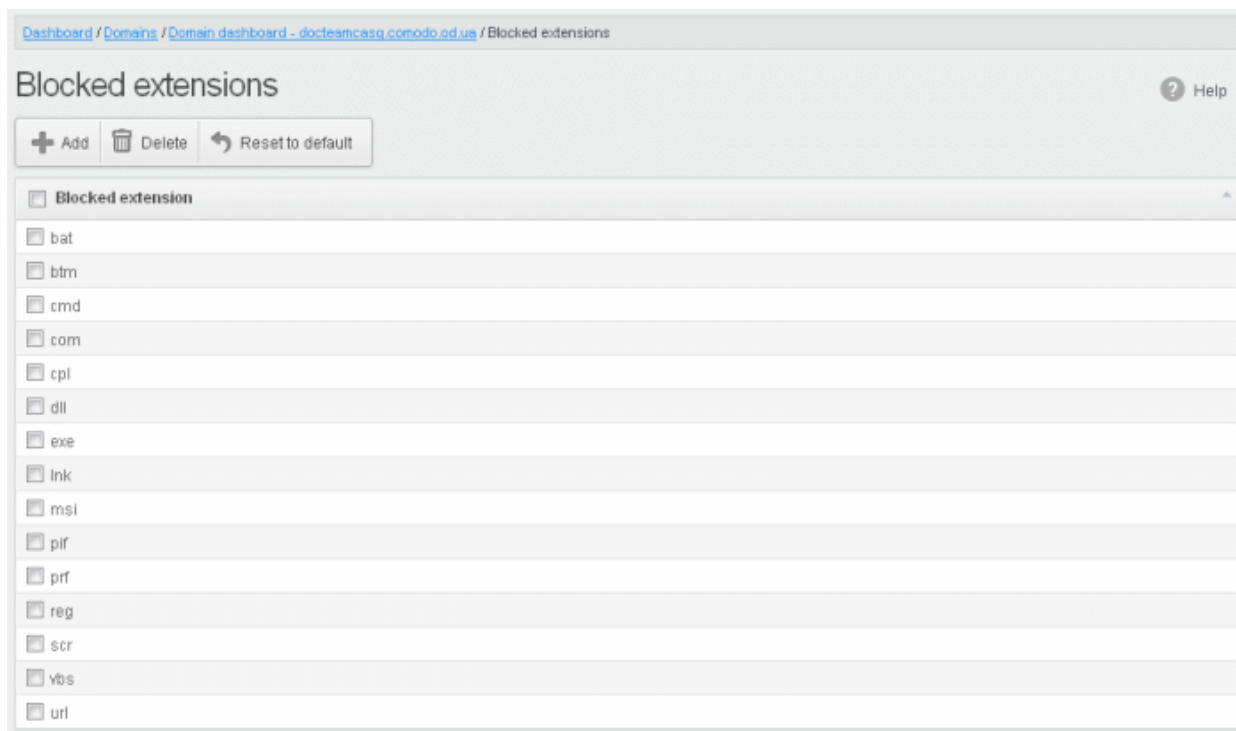 Dashboard / Domains / Domain dashboard - docteamcasg.comodo.od.ua / Blocked extensions
Blocked extensions
Help
Add Delete Reset to default
Blocked extension
bat
btm
cmd
com
cpl
dll
exe
lnk
msi
pif
prf
reg
scr
vbs
url